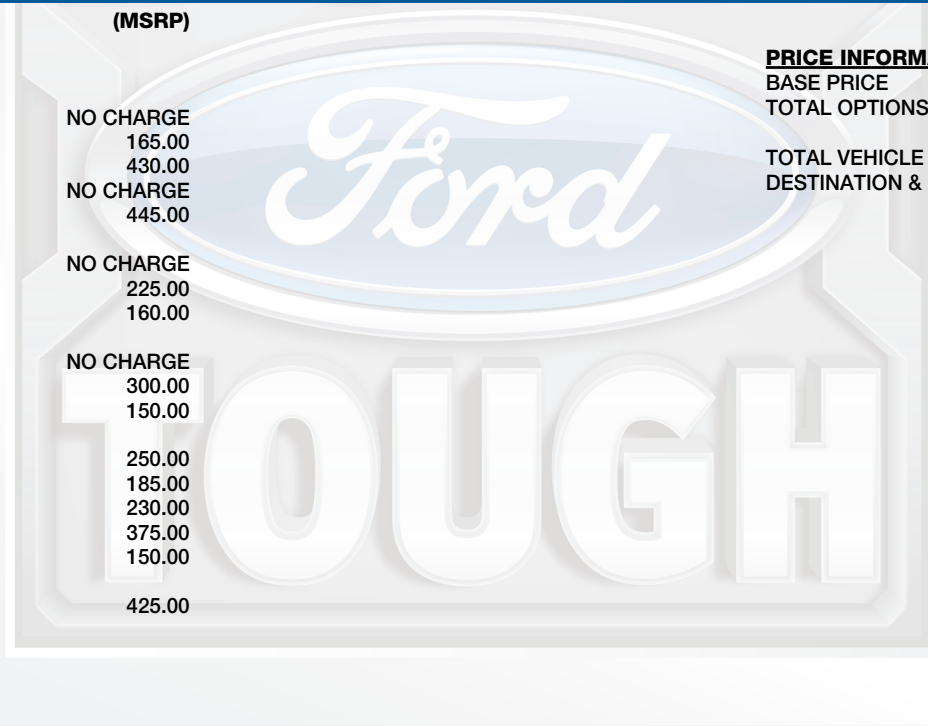 (MSRP)
NO CHARGE
165.00
430.00
NO CHARGE
445.00
NO CHARGE
225.00
160.00
NO CHARGE
300.00
150.00
250.00
185.00
230.00
375.00
150.00
425.00
PRICE INFORMA
BASE PRICE
TOTAL OPTIONS
TOTAL VEHICLE
DESTINATION &
Ford
TOUGH